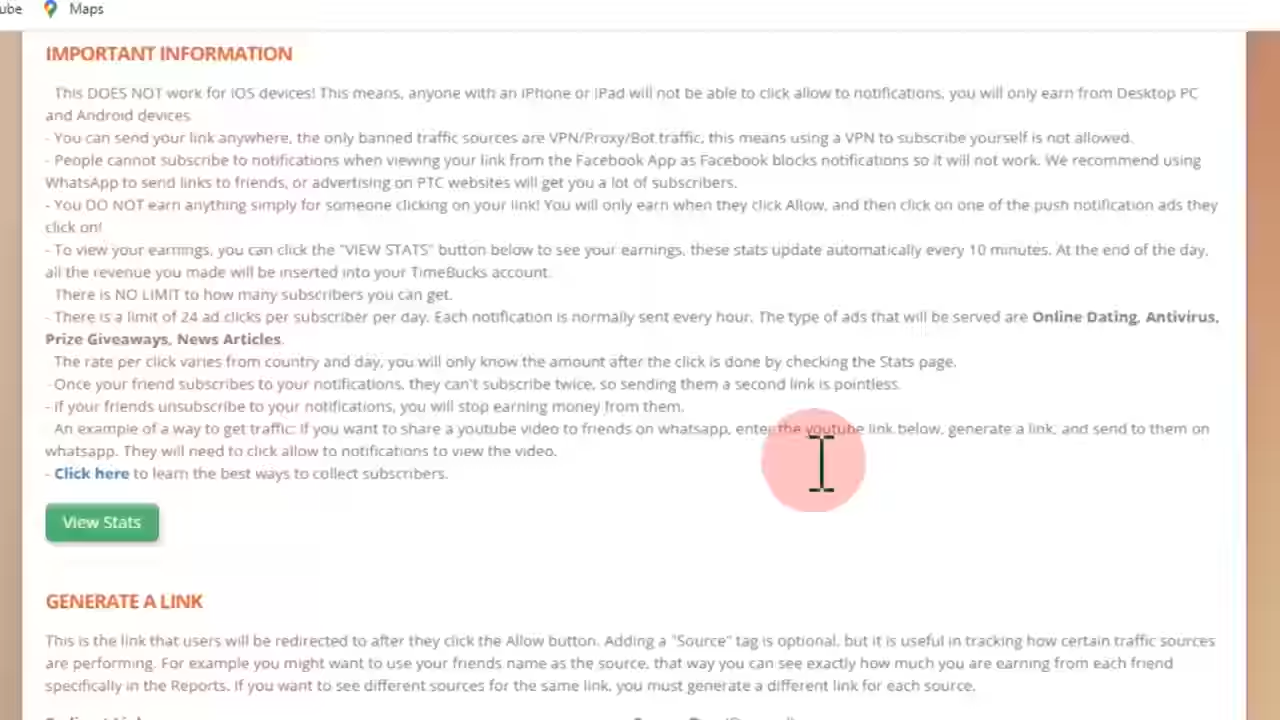 ube Maps
IMPORTANT INFORMATION
This DOES NOT work for iOS devices! This means, anyone with an iPhone or iPad will not be able to click allow to notifications, you will only earn from Desktop PC
and Android devices
- You can send your link anywhere, the only banned traffic sources are VPN/Proxy/Bot traffic, this means using a VPN to subscribe yourself is not allowed.
- People cannot subscribe to notifications when viewing your link from the Facebook App as Facebook blocks notifications so it will not work. We recommend using
WhatsApp to send links to friends, or advertising on PTC websites will get you a lot of subscribers.
- You DO NOT earn anything simply for someone clicking on your link! You will only earn when they click Allow, and then click on one of the push notification ads they
click on!
- To view your earnings, you can click the "VIEW STATS" button below to see your earnings, these stats update automatically every 10 minutes. At the end of the day,
all the revenue you made will be inserted into your TimeBucks account.
There is NO LIMIT to how many subscribers you can get.
- There is a limit of 24 ad clicks per subscriber per day. Each notification is normally sent every hour. The type of ads that will be served are Online Dating, Antivirus,
Prize Giveaways, News Articles.
The rate per click varies from country and day, you will only know the amount after the click is done by checking the Stats page.
- Once your friend subscribes to your notifications, they can't subscribe twice, so sending them a second link is pointless.
- If your friends unsubscribe to your notifications, you will stop earning money from them.
An example of a way to get traffic: If you want to share a youtube video to friends on whatsapp, enter the youtube link below, generate a link, and send to them on
whatsapp. They will need to click allow to notifications to view the video.
- Click here to learn the best ways to collect subscribers.
View Stats
GENERATE A LINK
This is the link that users will be redirected to after they click the Allow button. Adding a "Source" tag is optional, but it is useful in tracking how certain traffic sources
are performing. For example you might want to use your friends name as the source, that way you can see exactly how much you are earning from each friend
specifically in the Reports. If you want to see different sources for the same link, you must generate a different link for each source.